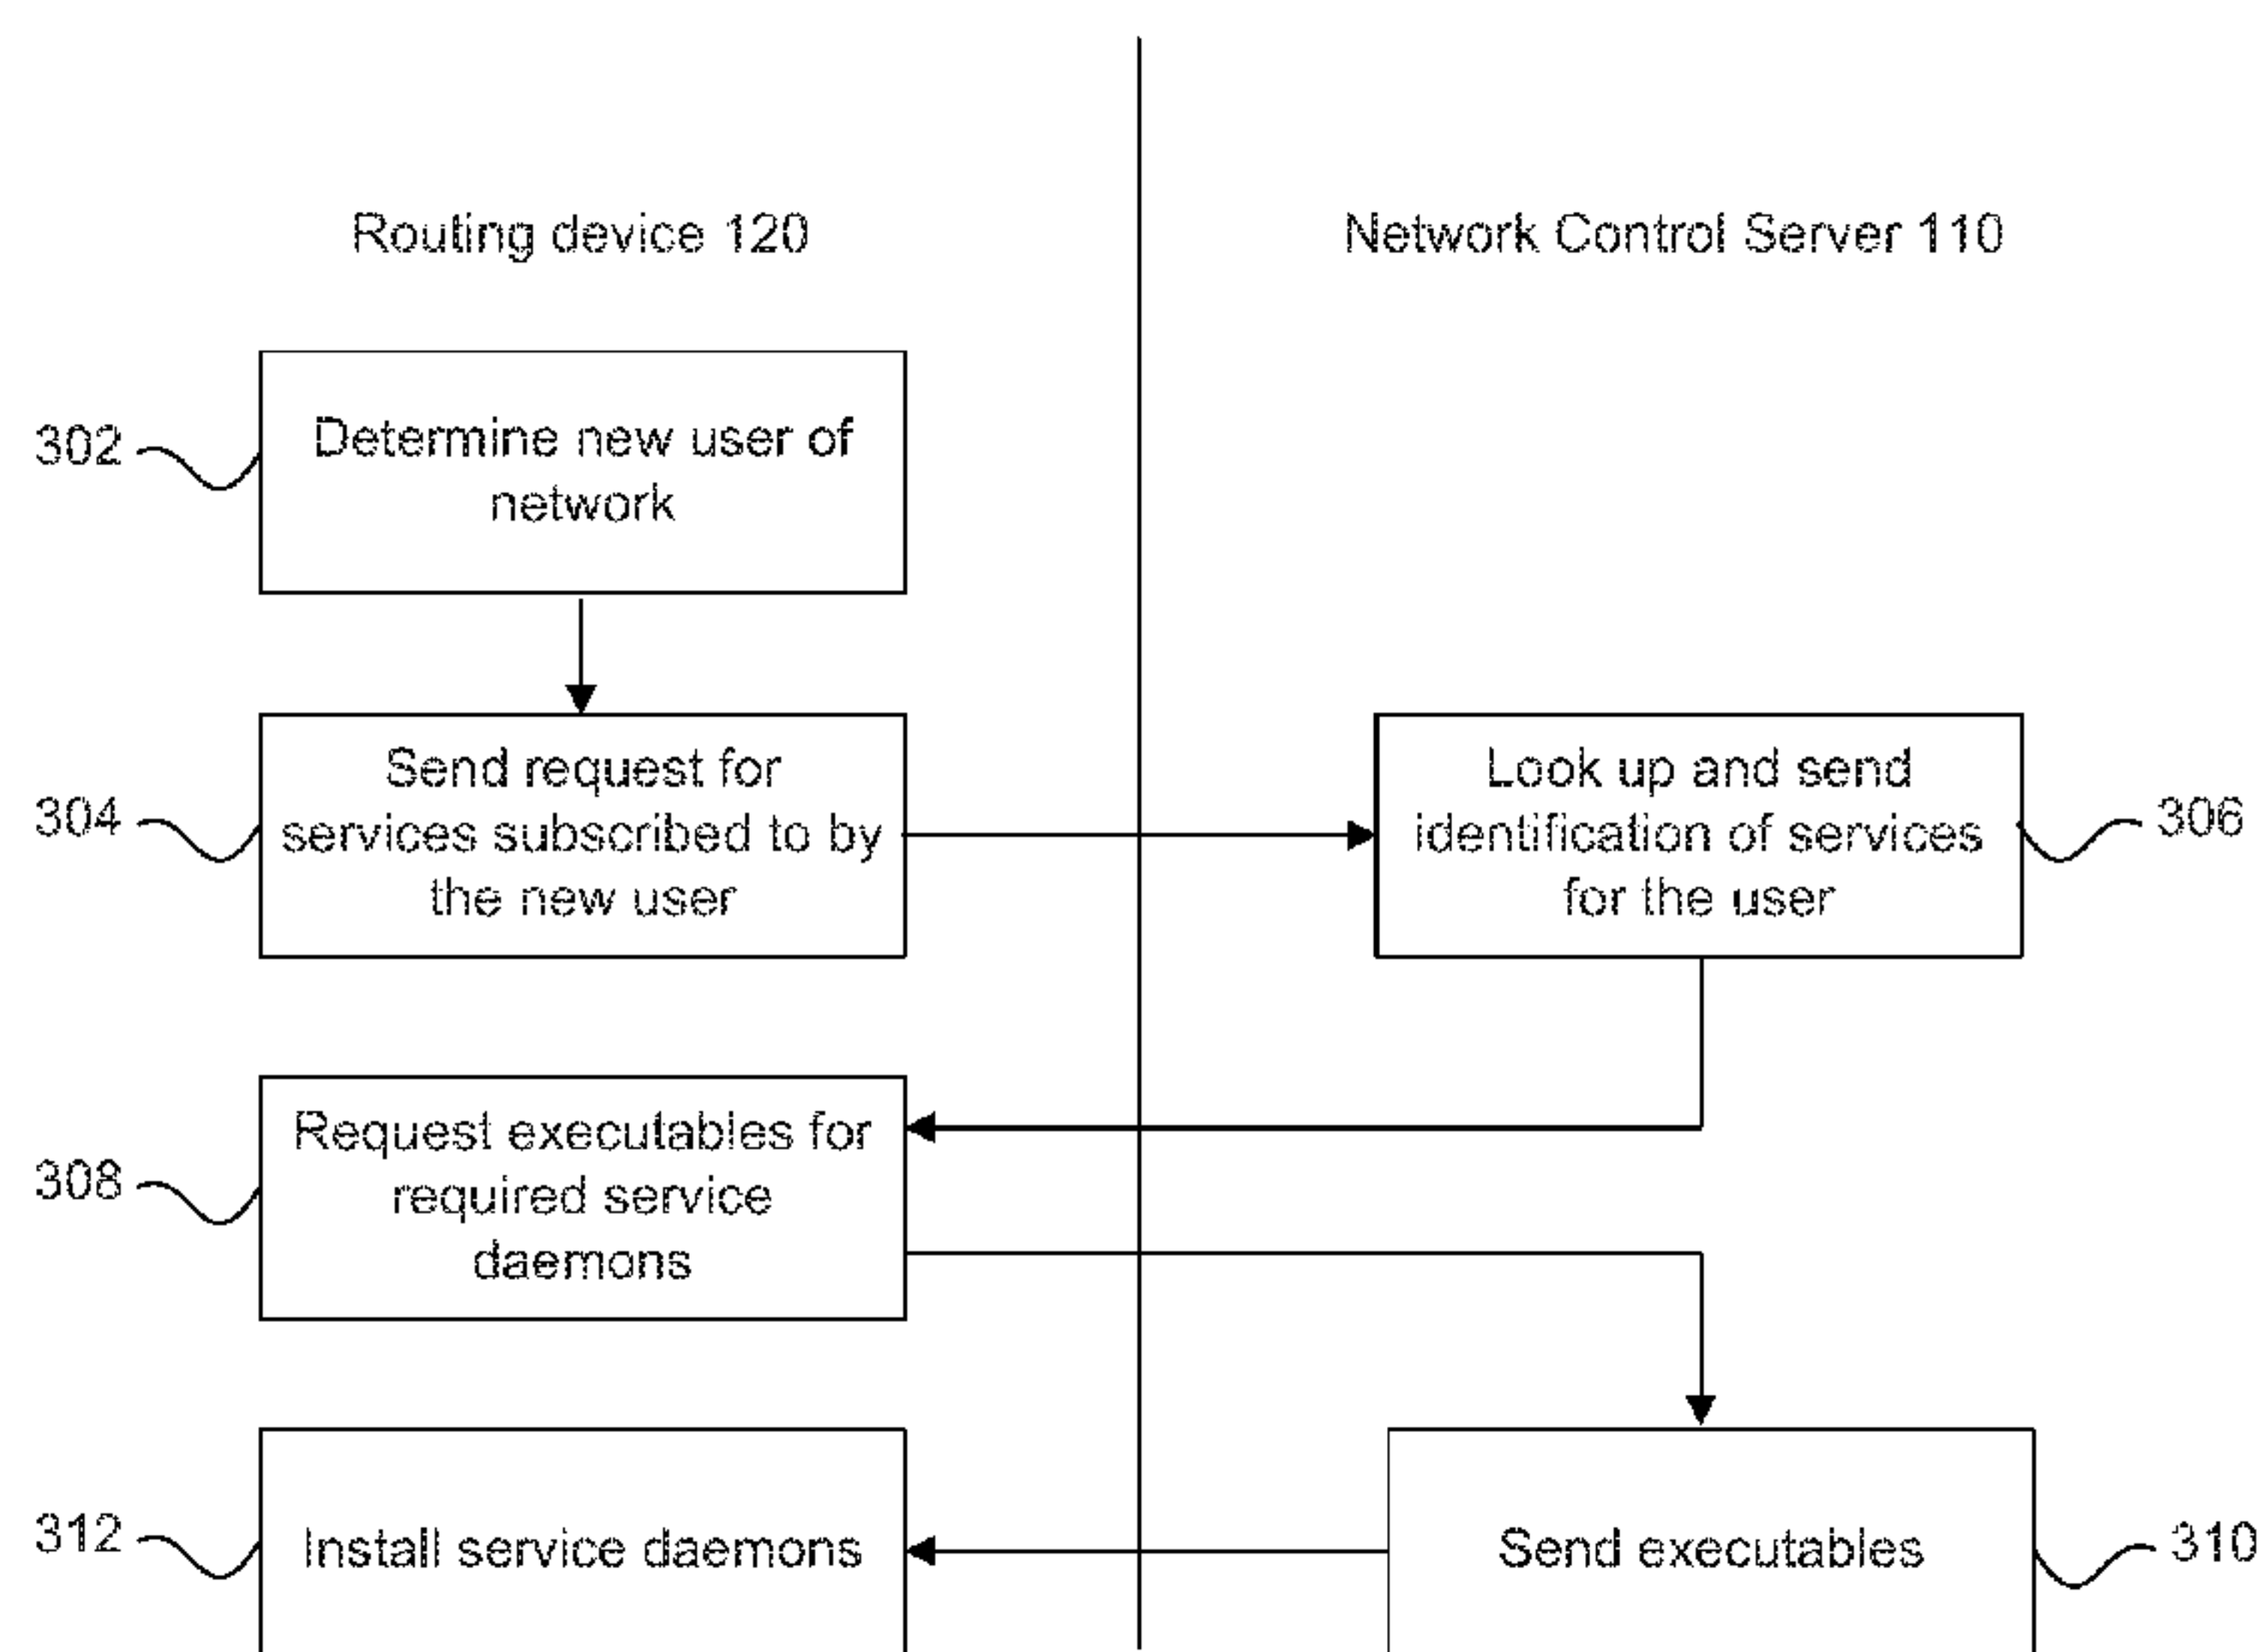 Routing device 120
Network Control Server 110
302
Determine new user of
network
304
Send request for
services subscribed to by
the new user
Look up and send
identification of services
for the user
306
308
Request executables for
required service
daemons
312
Install service daemons
Send executables
310